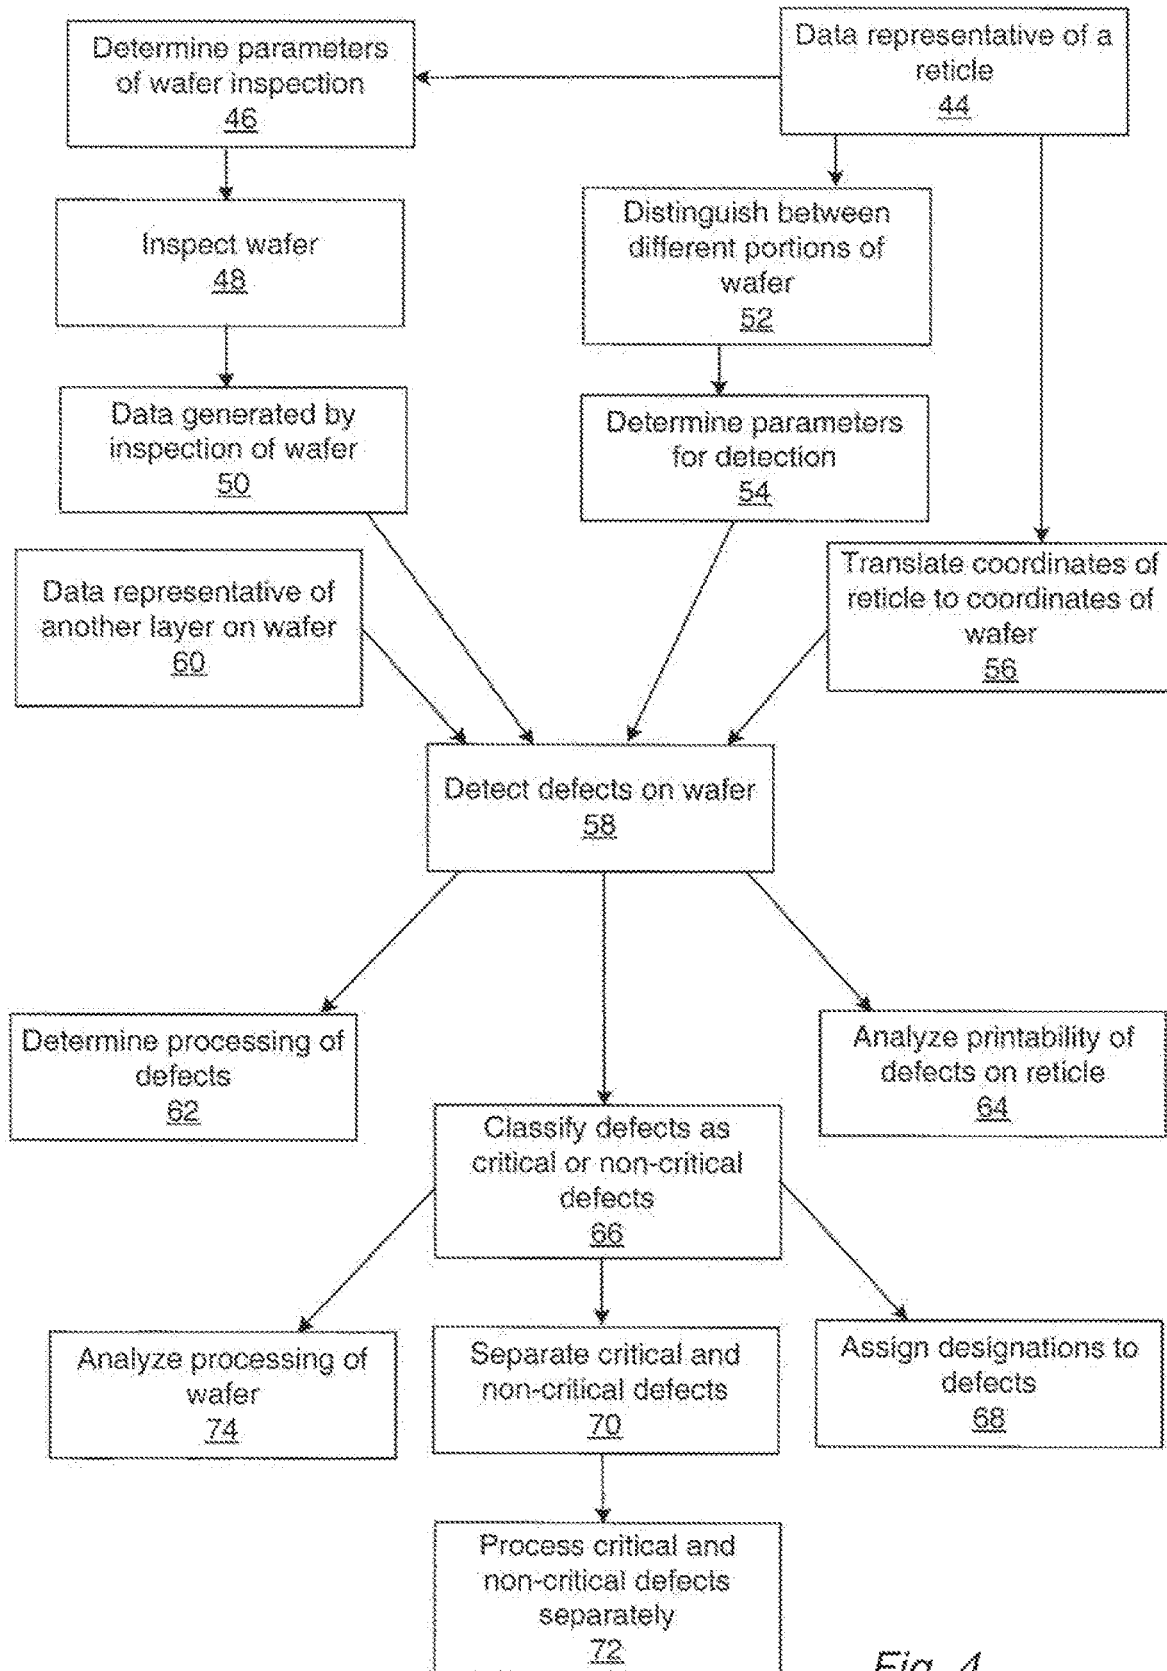 Determine parameters
of wafer inspection
46
Data representative of a
reticle
44
Inspect wafer
48
Distinguish between
different portions of
wafer
52
Data generated by
inspection of wafer
50
Determine parameters
for detection
54
Data representative of
another layer on wafer
60
Translate coordinates of
reticle to coordinates of
wafer
56
Detect defects on wafer
58
Determine processing of
defects
62
Analyze printability of
defects on reticle
64
Classify defects as
critical or non-critical
defects
66
Analyze processing of
wafer
74
Separate critical and
non-critical defects
70
Assign designations to
defects
68
Process critical and
non-critical defects
separately
72
Fig. 4